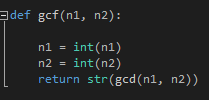 def gcf(n1, n2):
n1 = int(n1)
n2 = int(n2)
return str(gcd(n1, n2))